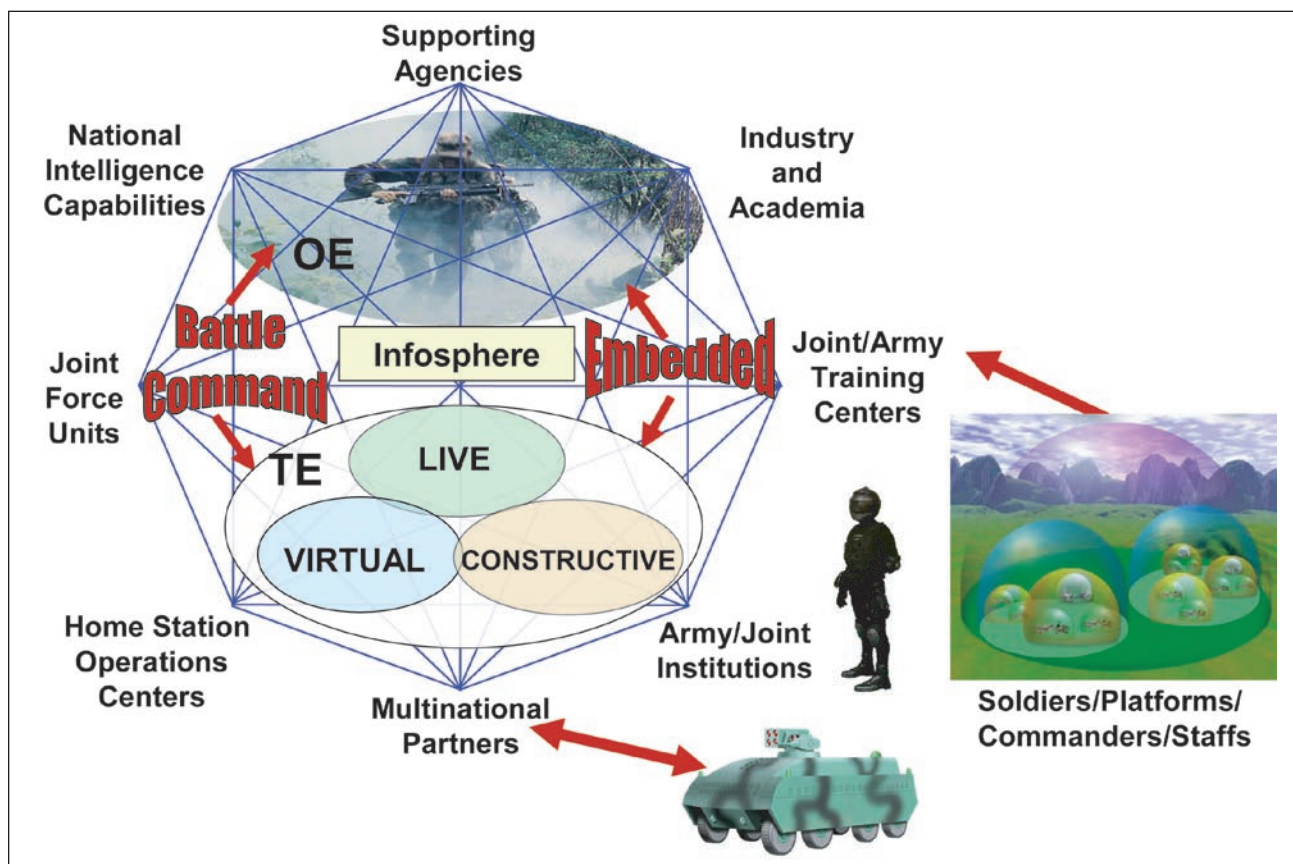 Supporting
Agencies
National
Intelligence
Capabilities
Industry
and
Academia
OE
Battle
Command
Infosphere
Embedded
Joint
Force
Units
Joint/Army
Training
Centers
TE
LIVE
VIRTUAL
CONSTRUCTIVE
Home Station
Operations
Centers
Army/Joint
Institutions
Multinational
Partners
Soldiers/Platforms/
Commanders/Staffs